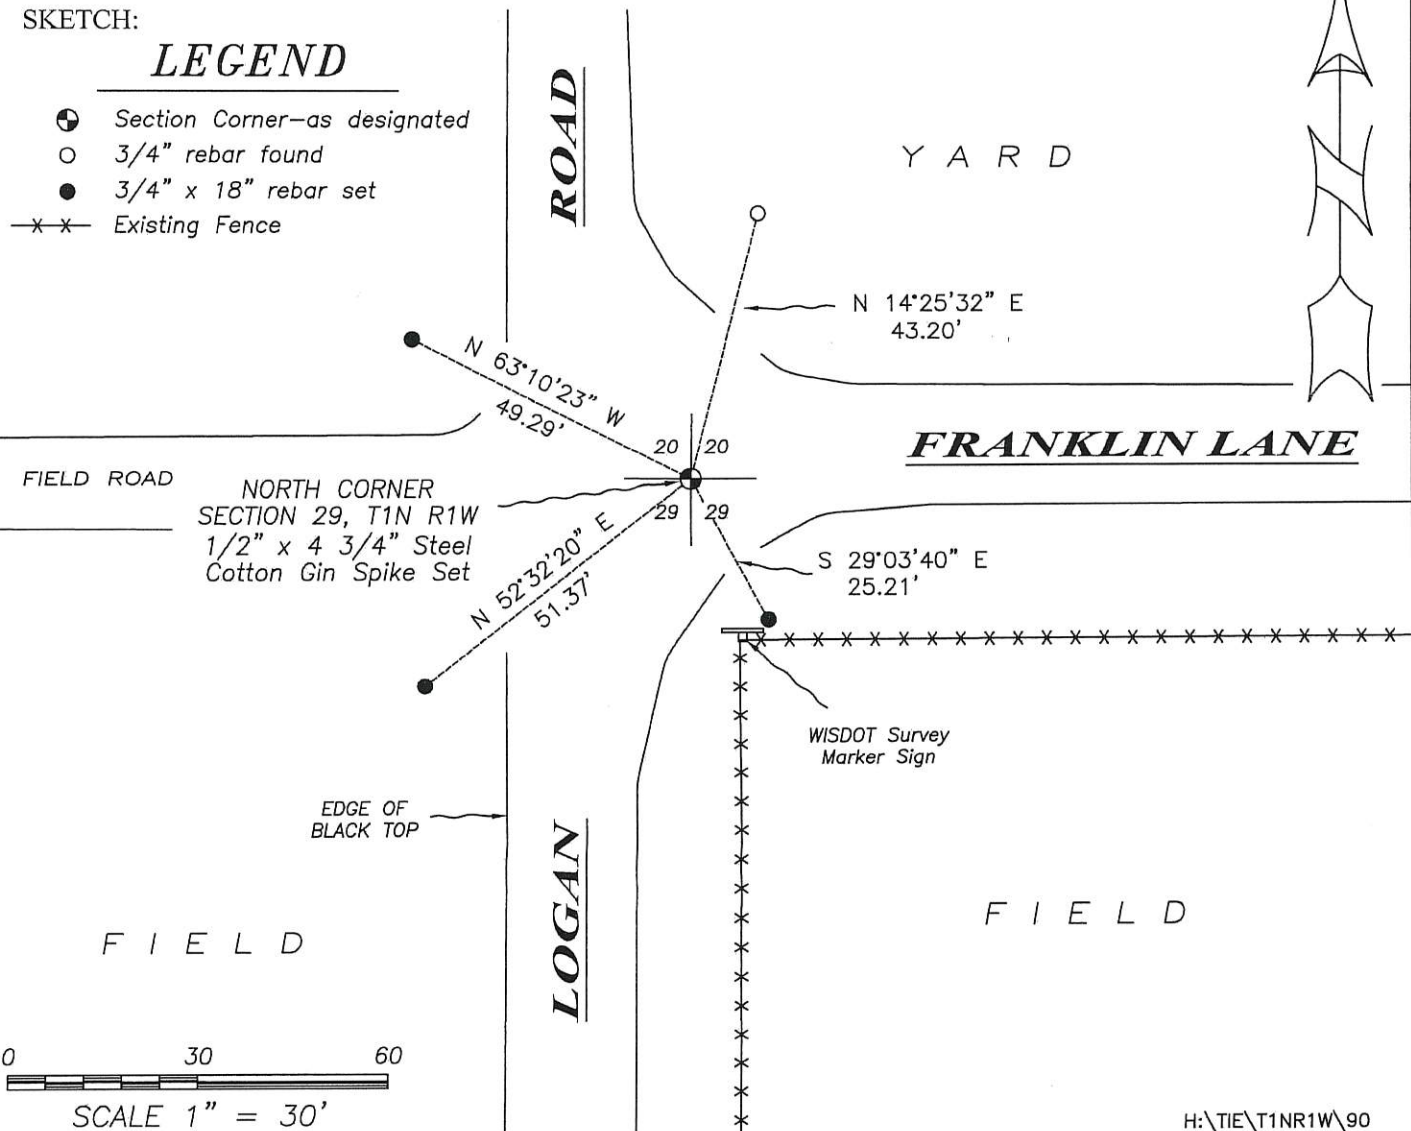 SKETCH:
LEGEND
Section Corner-as designated
3/4" rebar found
3/4" x 18" rebar set
Existing Fence
ROAD
YARD
N
N 14°25'32" E
43.20'
N 63°10'23" W
49.29'
20 20
FRANKLIN LANE
FIELD ROAD
NORTH CORNER
SECTION 29, T1N R1W
1/2" x 4 3/4" Steel
Cotton Gin Spike Set
29 29
N 52°32'20" E
51.37'
S 29°03'40" E
25.21'
WISDOT Survey
Marker Sign
EDGE OF
BLACK TOP
LOGAN
FIELD
FIELD
0 30 60
SCALE 1" = 30'
H:\TIE\T1NR1W\90